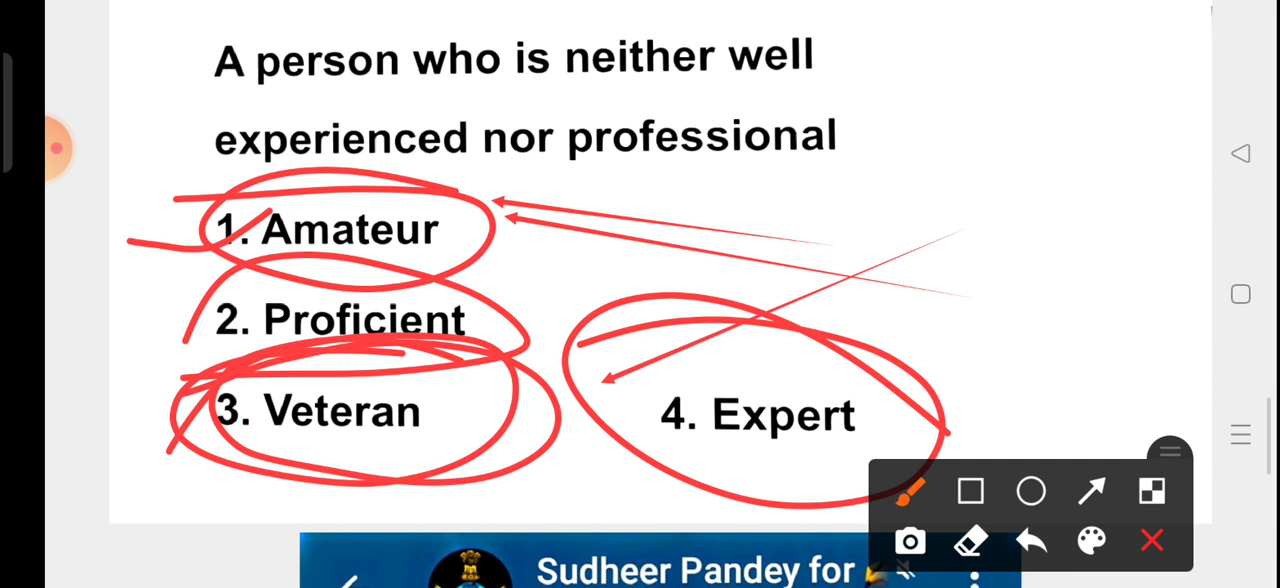 A person who is neither well
experienced nor professional
1. Amateur
2. Proficient
3. Veteran
4. Expert
Sudheer Pandey for